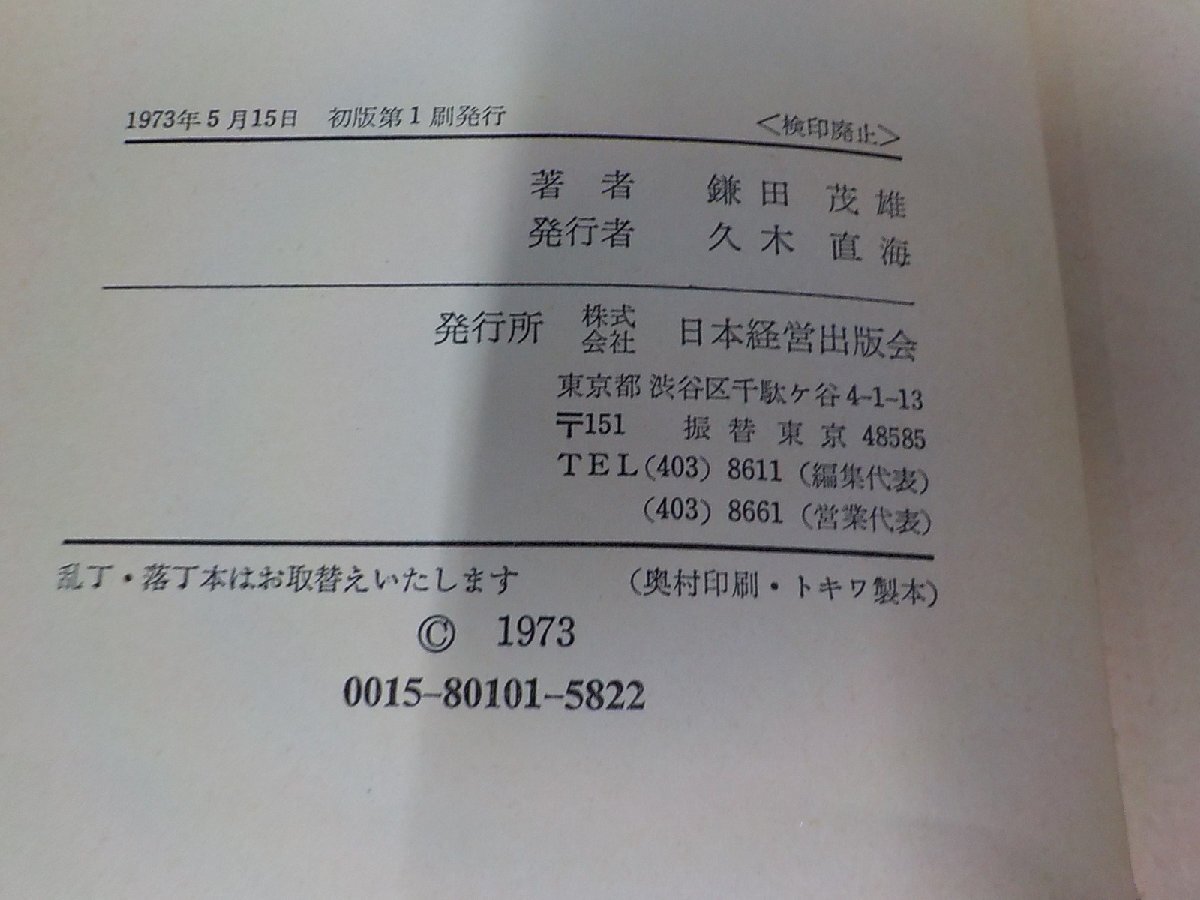 1973年5月15日 初版第1刷発行 <検印廃止>
著者 鎌田茂雄
発行者 久木直海
発行所 株式会社 日本経営出版会
東京都渋谷区千駄ケ谷4-1-13
〒151 振替東京48585
TEL(403) 8611 (編集代表)
(403) 8661 (営業代表)
乱丁・落丁本はお取替えいたします (奥村印刷・トキワ製本)
© 1973
0015-80101-5822